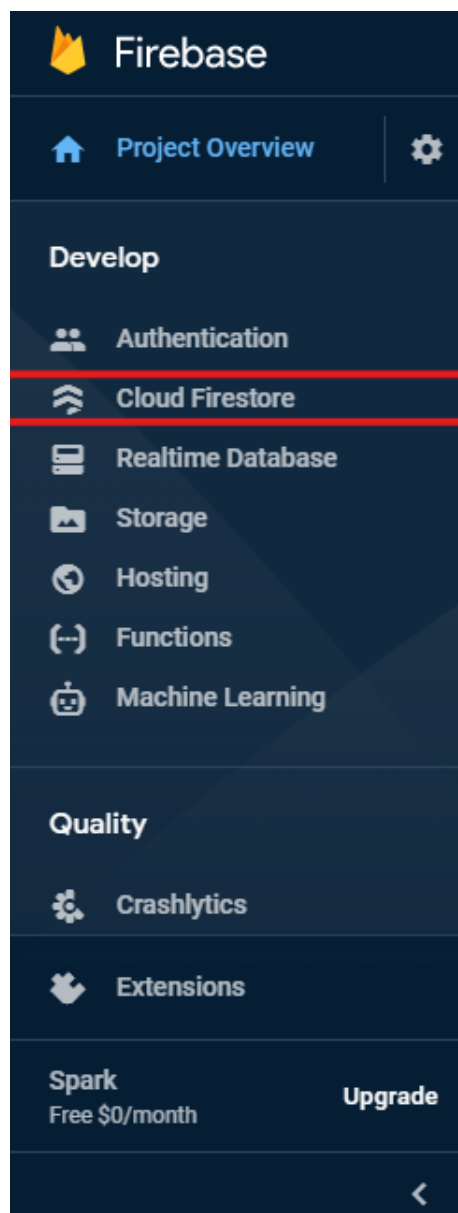 Firebase
Project Overview
Develop
Authentication
Cloud Firestore
Realtime Database
Storage
Hosting
Functions
Machine Learning
Quality
Crashlytics
Extensions
Spark
Free $0/month
Upgrade